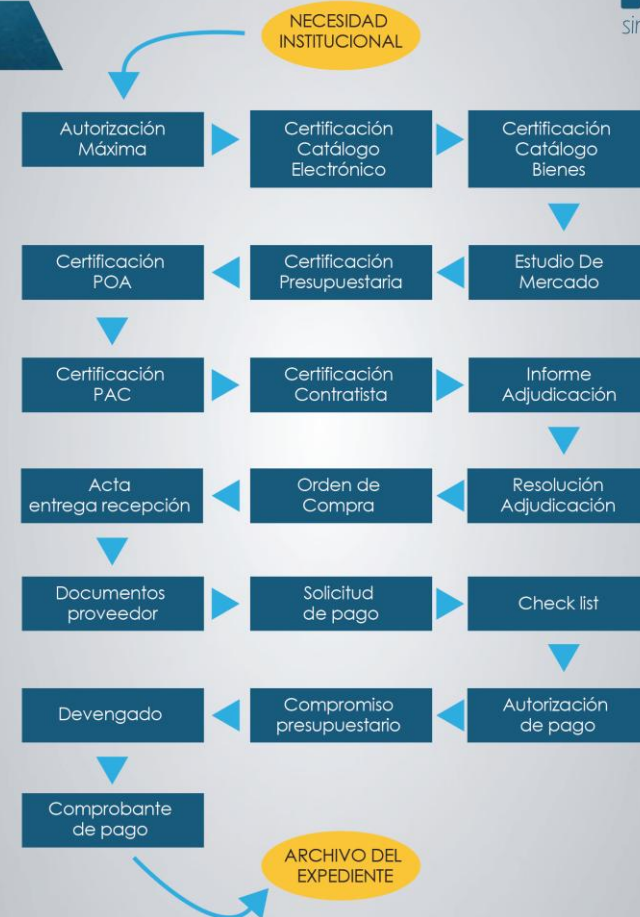 NECESIDAD
INSTITUCIONAL
Autorización
Máxima
Certificación
Catálogo
Electrónico
Certificación
Catálogo
Bienes
Estudio De
Mercado
Certificación
Presupuestaria
Certificación
POA
Certificación
PAC
Certificación
Contratista
Informe
Adjudicación
Resolución
Adjudicación
Orden de
Compra
Acta
entrega recepción
Documentos
proveedor
Solicitud
de pago
Check list
Autorización
de pago
Compromiso
presupuestario
Devengado
Comprobante
de pago
ARCHIVO DEL
EXPEDIENTE